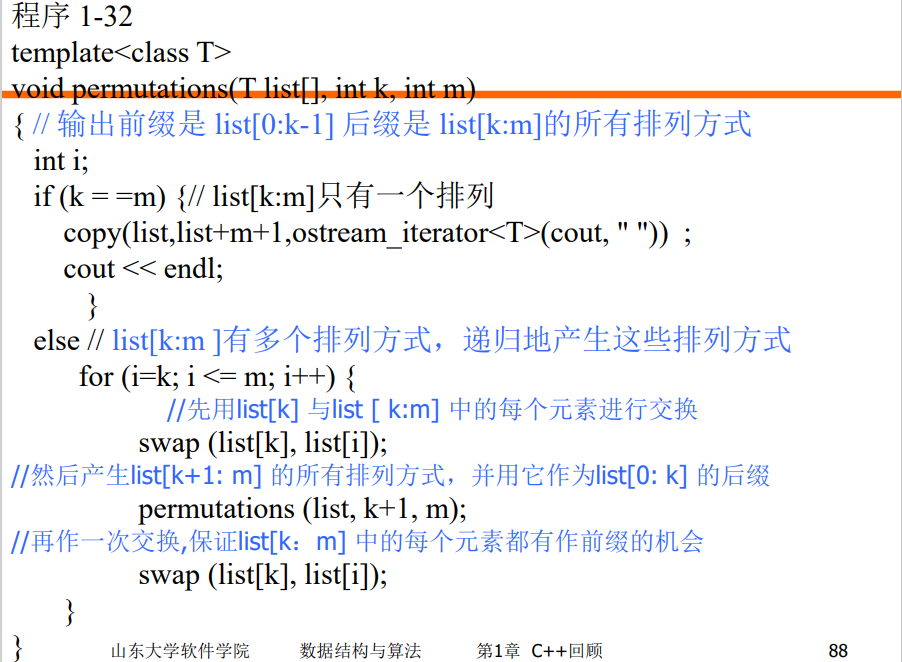 程序 1-32
template<class T>
void permutations(T list[], int k, int m)
{ // 输出前缀是 list[0:k-1] 后缀是 list[k:m]的所有排列方式
int i;
if (k = =m) {// list[k:m]只有一个排列
copy(list,list+m+1,ostream_iterator<T>(cout, " ")) ;
cout << endl;
}
else // list[k:m ]有多个排列方式，递归地产生这些排列方式
for (i=k; i <= m; i++) {
//先用list[k] 与list [ k:m] 中的每个元素进行交换
swap (list[k], list[i]);
//然后产生list[k+1: m] 的所有排列方式，并用它作为list[0: k] 的后缀
permutations (list, k+1, m);
//再作一次交换,保证list[k：m] 中的每个元素都有作前缀的机会
swap (list[k], list[i]);
}
}
山东大学软件学院 数据结构与算法 第1章 C++回顾 88